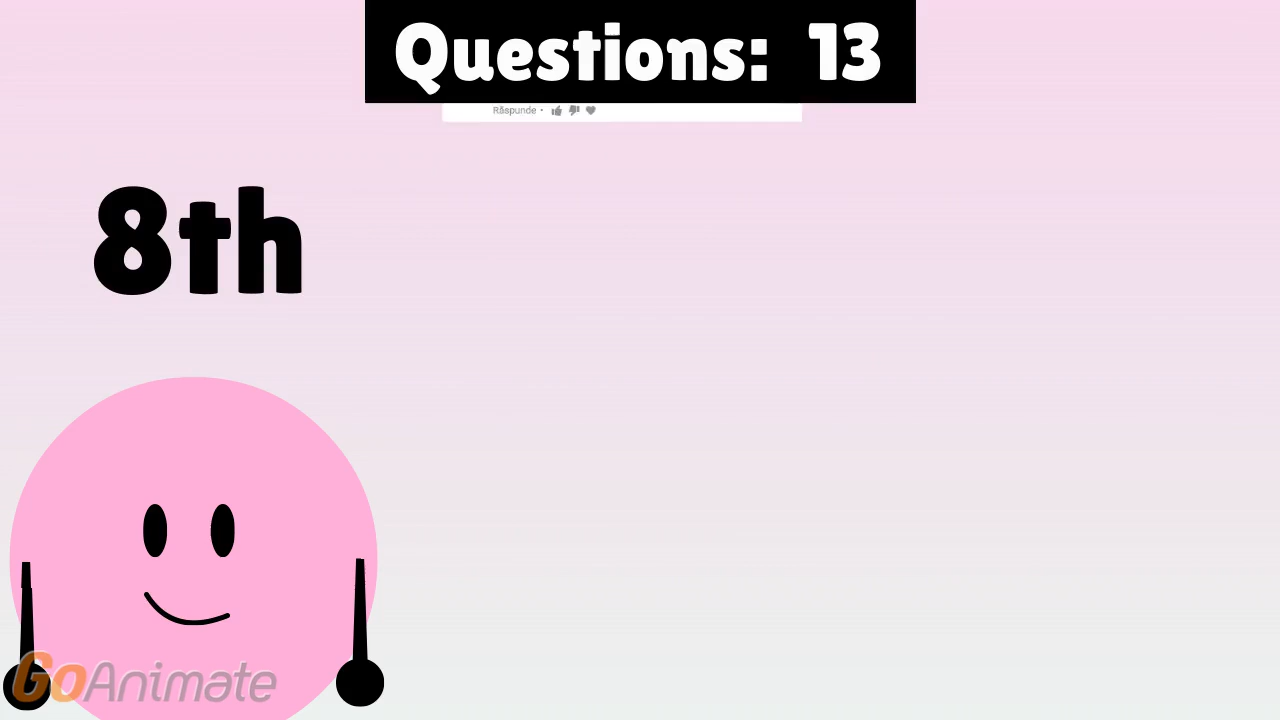 Questions: 13
Răspunde •
8th
GoAnimate